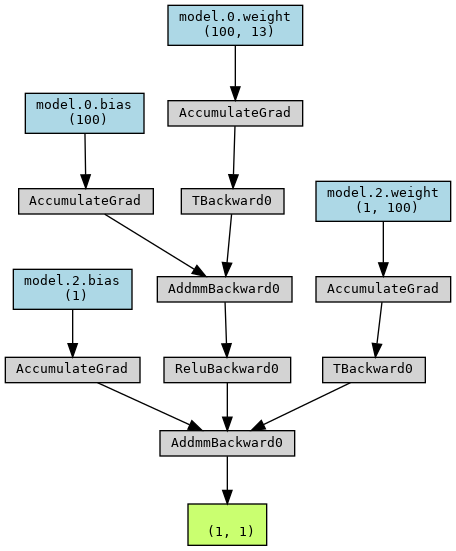 model.0.weight
(100, 13)
model.0.bias
(100)
AccumulateGrad
AccumulateGrad
TBackward0
model.2.weight
(1, 100)
model.2.bias
(1)
AddmmBackward0
AccumulateGrad
AccumulateGrad
ReluBackward0
TBackward0
AddmmBackward0
(1, 1)